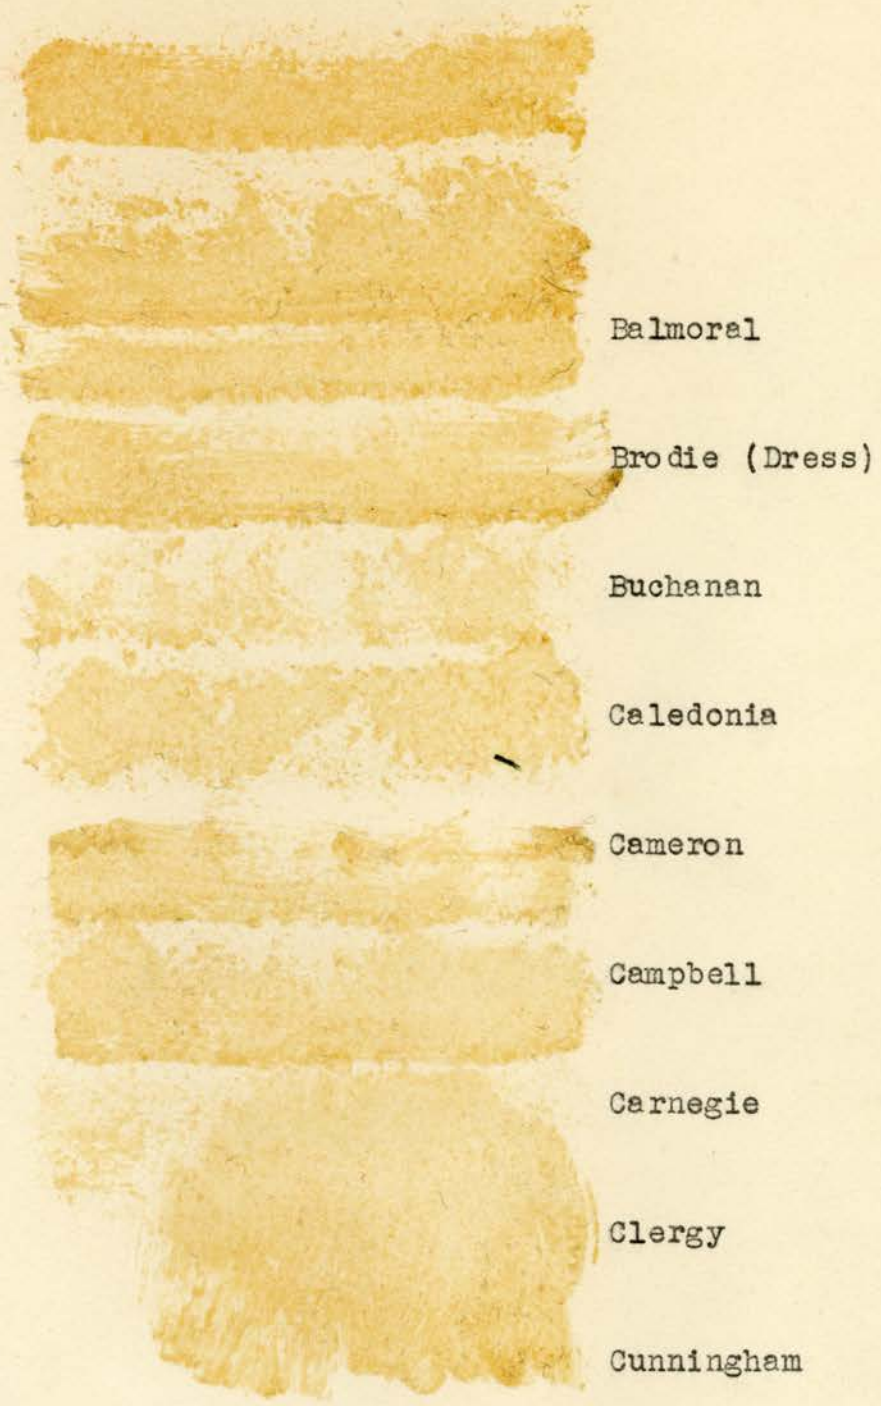 Balmoral
Brodie (Dress)
Buchanan
Caledonia
Cameron
Campbell
Carnegie
Clergy
Cunningham